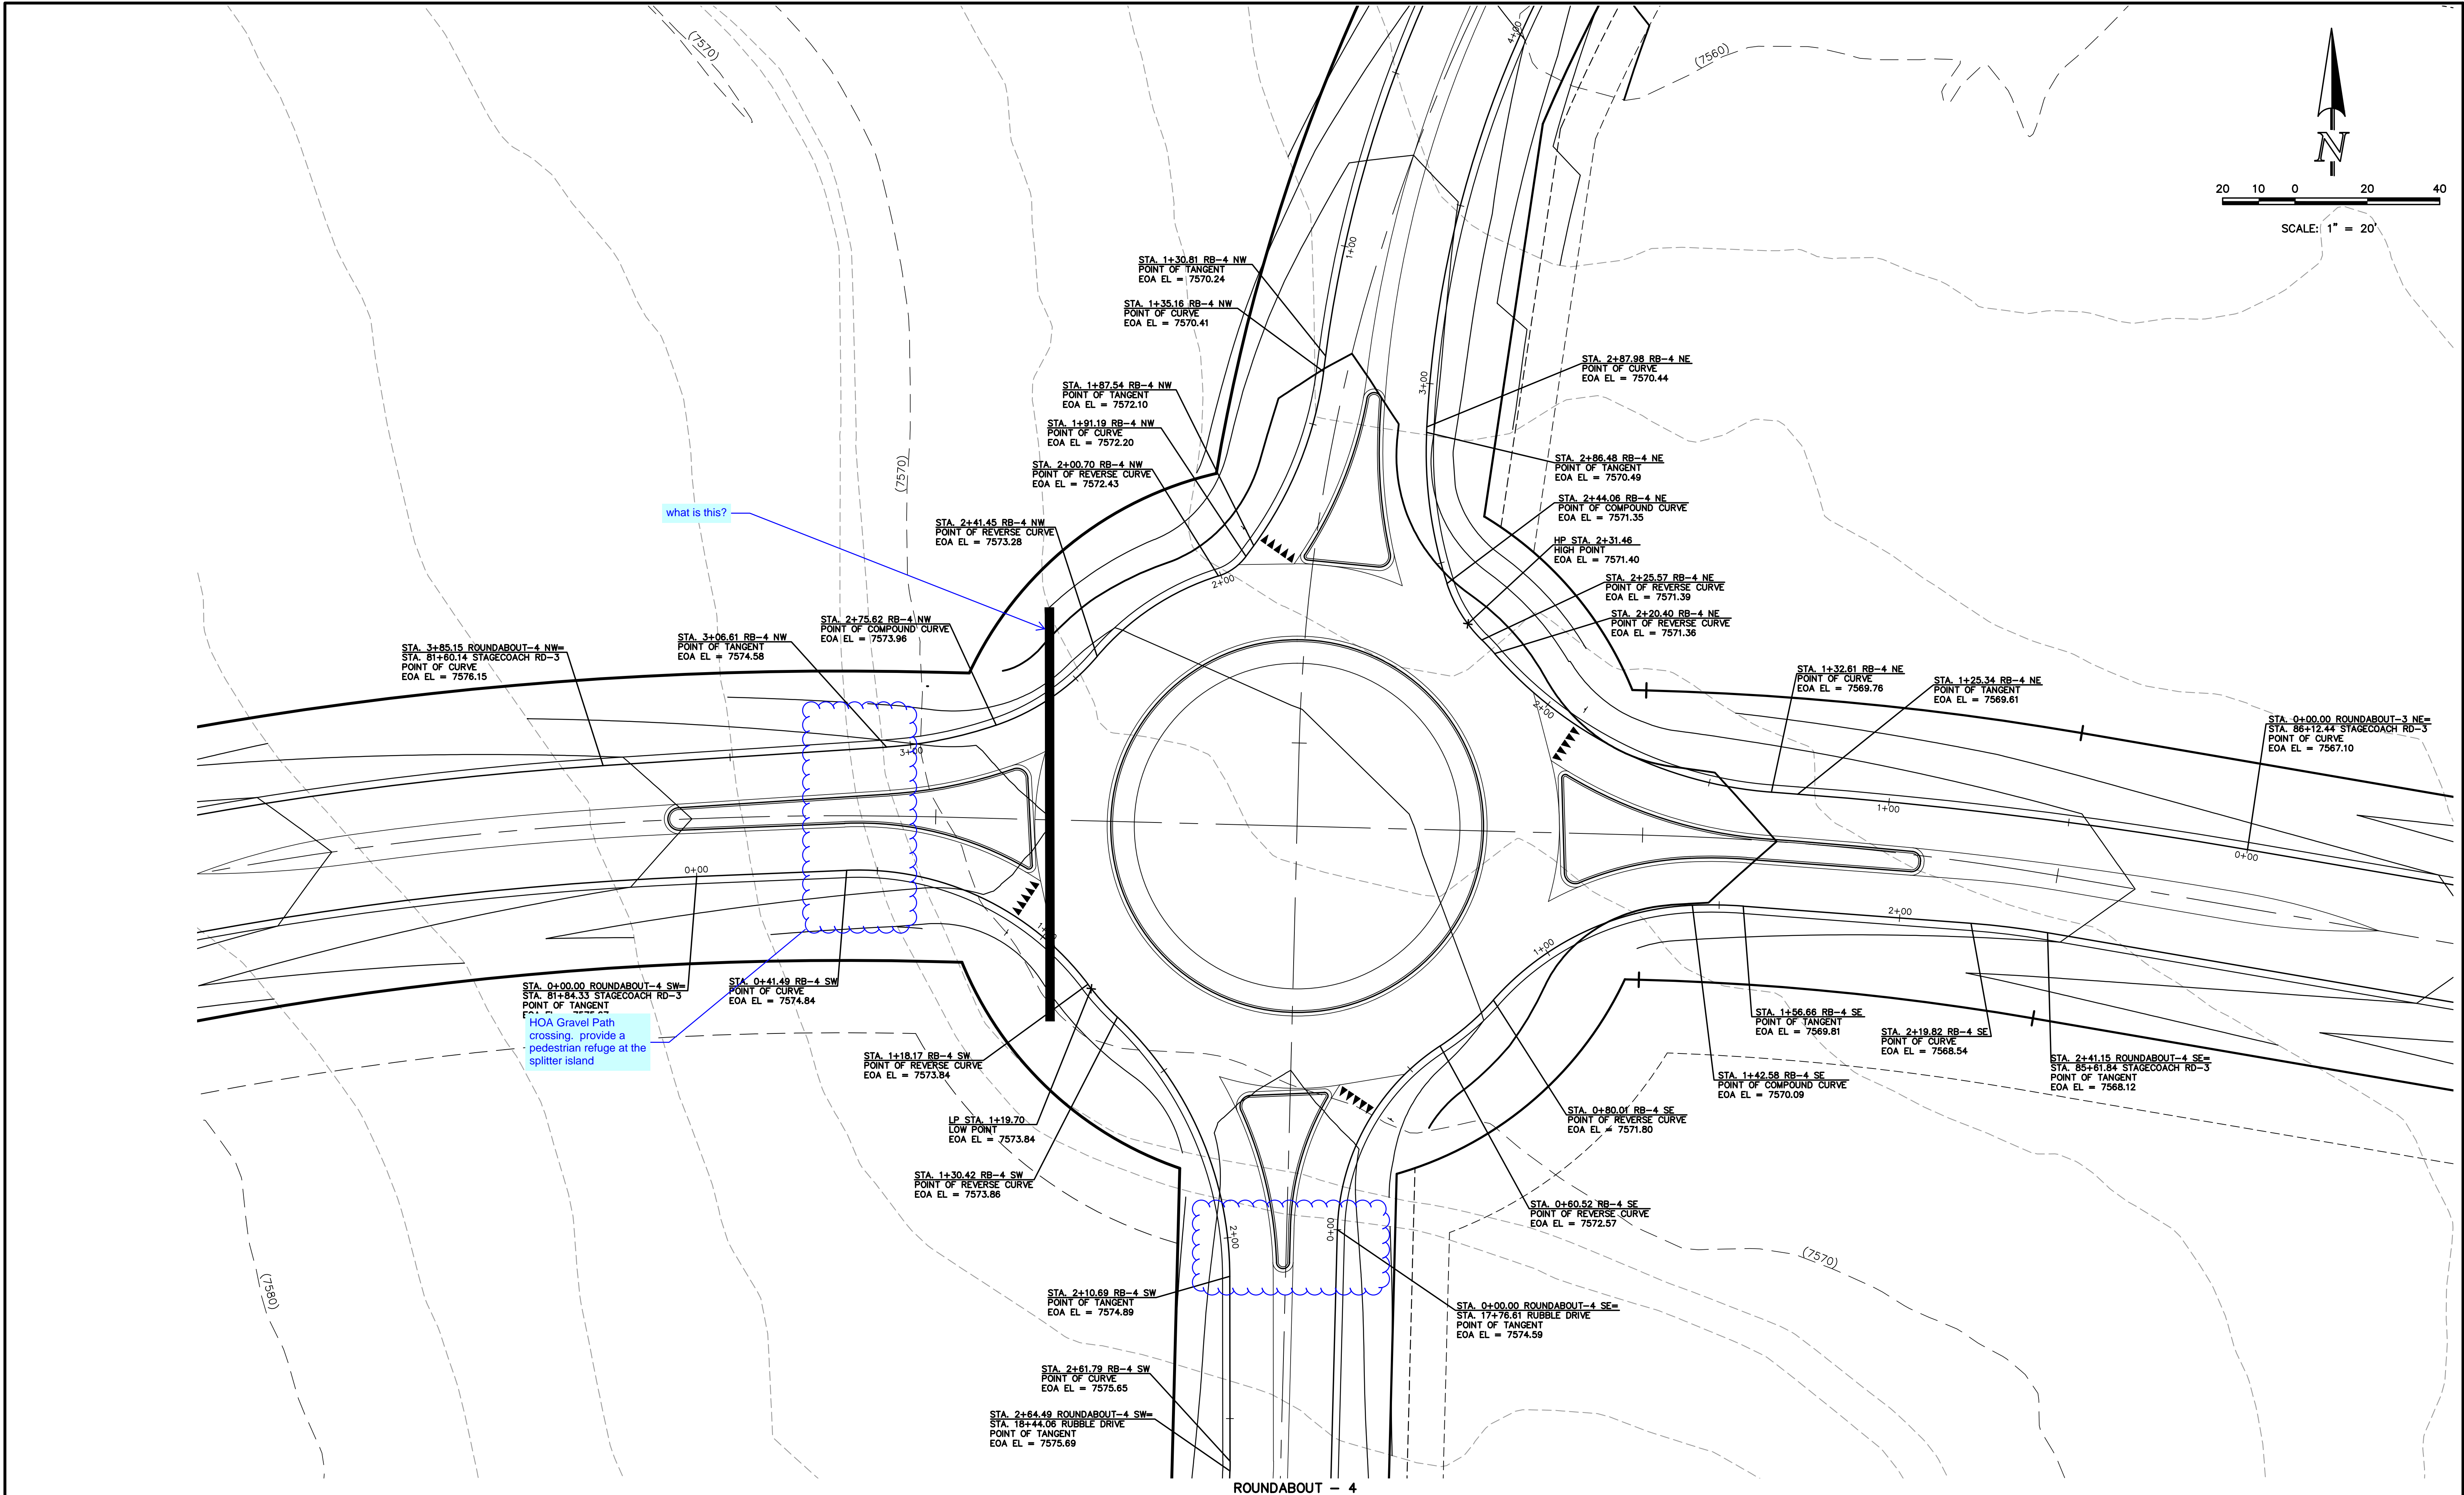 (7570)
4+00
(7560)
N
20 10 0 20 40
SCALE: 1" = 20'
1+00
STA. 1+30.81 RB-4 NW
POINT OF TANGENT
EOA EL = 7570.24
STA. 1+35.16 RB-4 NW
POINT OF CURVE
EOA EL = 7570.41
STA. 2+87.98 RB-4 NE
POINT OF CURVE
EOA EL = 7570.44
3+00
STA. 1+87.54 RB-4 NW
POINT OF TANGENT
EOA EL = 7572.10
STA. 1+91.19 RB-4 NW
POINT OF CURVE
EOA EL = 7572.20
STA. 2+00.70 RB-4 NW
POINT OF REVERSE CURVE
EOA EL = 7572.43
(7570)
STA. 2+86.48 RB-4 NE
POINT OF TANGENT
EOA EL = 7570.49
STA. 2+44.06 RB-4 NE
POINT OF COMPOUND CURVE
EOA EL = 7571.35
what is this?
STA. 2+41.45 RB-4 NW
POINT OF REVERSE CURVE
EOA EL = 7573.28
HP STA. 2+31.46
HIGH POINT
EOA EL = 7571.40
STA. 2+25.57 RB-4 NE
POINT OF REVERSE CURVE
EOA EL = 7571.39
2+00
STA. 2+20.40 RB-4 NE
POINT OF REVERSE CURVE
EOA EL = 7571.36
STA. 2+75.62 RB-4 NW
POINT OF COMPOUND CURVE
EOA EL = 7573.96
STA. 3+06.61 RB-4 NW
POINT OF TANGENT
EOA EL = 7574.58
STA. 3+85.15 ROUNDABOUT-4 NW=
STA. 81+60.14 STAGECOACH RD-3
POINT OF CURVE
EOA EL = 7576.15
STA. 1+32.61 RB-4 NE
POINT OF CURVE
EOA EL = 7569.76
STA. 1+25.34 RB-4 NE
POINT OF TANGENT
EOA EL = 7569.61
STA. 0+00.00 ROUNDABOUT-3 NE=
STA. 86+12.44 STAGECOACH RD-3
POINT OF CURVE
EOA EL = 7567.10
2+00
3+00
1+00
0+00
0+00
2+00
1+00
STA. 0+00.00 ROUNDABOUT-4 SW=
STA. 81+84.33 STAGECOACH RD-3
POINT OF TANGENT
STA. 0+41.49 RB-4 SW
POINT OF CURVE
EOA EL = 7574.84
HOA Gravel Path
crossing. provide a
pedestrian refuge at the
splitter island
STA. 1+56.66 RB-4 SE
POINT OF TANGENT
EOA EL = 7569.81
STA. 2+19.82 RB-4 SE
POINT OF CURVE
EOA EL = 7568.54
STA. 2+41.15 ROUNDABOUT-4 SE=
STA. 85+61.84 STAGECOACH RD-3
POINT OF TANGENT
EOA EL = 7568.12
STA. 1+18.17 RB-4 SW
POINT OF REVERSE CURVE
EOA EL = 7573.84
STA. 1+42.58 RB-4 SE
POINT OF COMPOUND CURVE
EOA EL = 7570.09
LP STA. 1+19.70
LOW POINT
EOA EL = 7573.84
STA. 0+80.01 RB-4 SE
POINT OF REVERSE CURVE
EOA EL = 7571.80
STA. 1+30.42 RB-4 SW
POINT OF REVERSE CURVE
EOA EL = 7573.86
STA. 0+60.52 RB-4 SE
POINT OF REVERSE CURVE
EOA EL = 7572.57
2+00
0+00
(7570)
(7580)
STA. 2+10.69 RB-4 SW
POINT OF TANGENT
EOA EL = 7574.89
STA. 0+00.00 ROUNDABOUT-4 SE=
STA. 17+76.61 RUBBLE DRIVE
POINT OF TANGENT
EOA EL = 7574.59
STA. 2+61.79 RB-4 SW
POINT OF CURVE
EOA EL = 7575.65
STA. 2+64.49 ROUNDABOUT-4 SW=
STA. 18+44.06 RUBBLE DRIVE
POINT OF TANGENT
EOA EL = 7575.69
ROUNDABOUT - 4